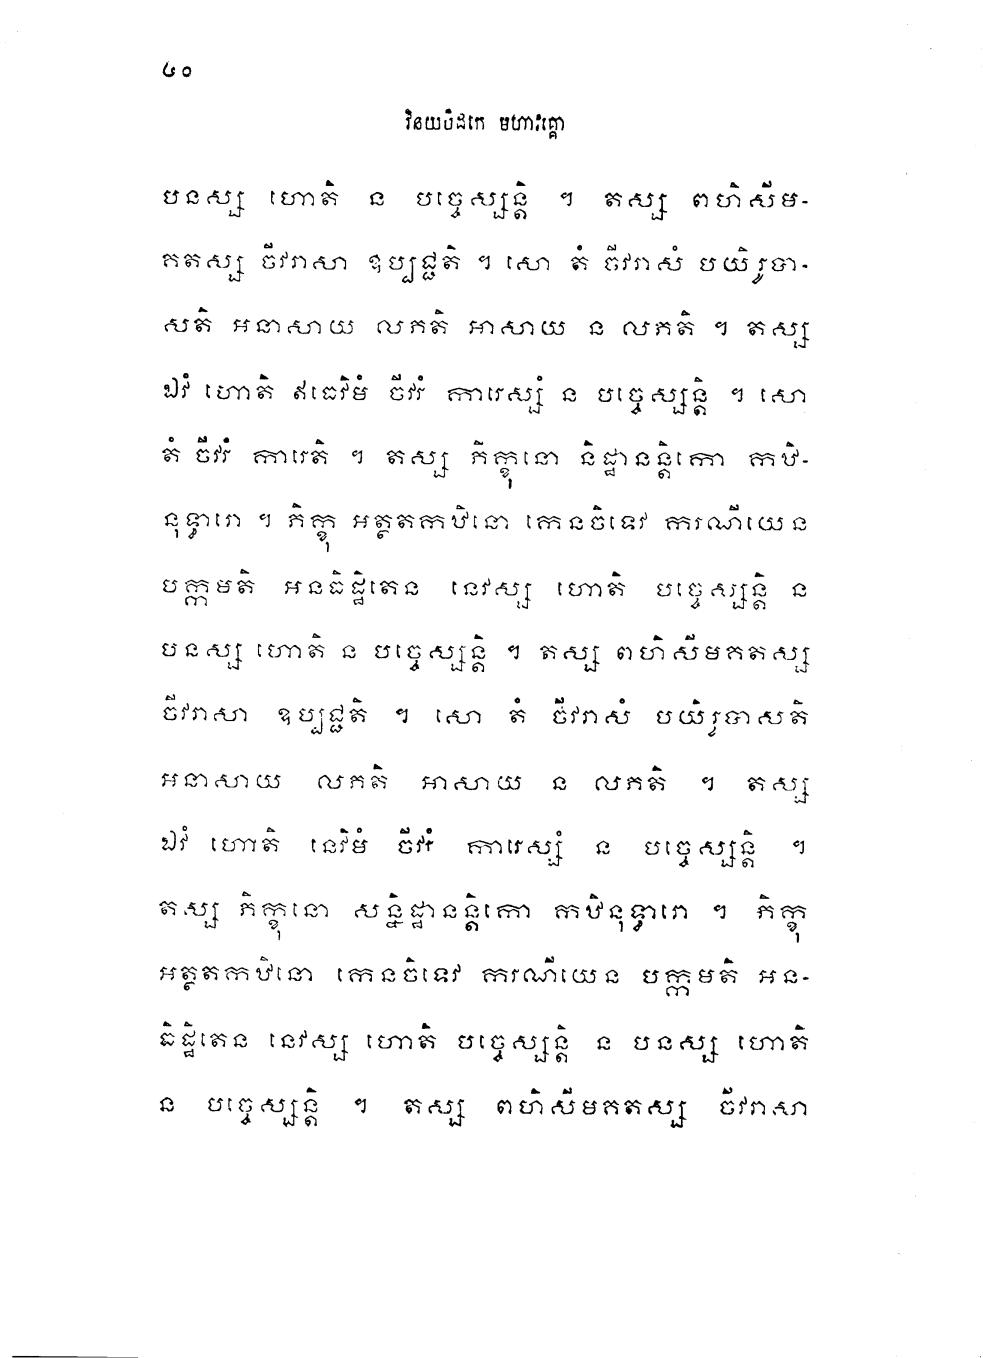 ៤០
វិនយបិដកេ មហាវគ្គោ
បនស្ស ហោតិ ន បច្ចេស្សន្តិ ។ តស្ស ពហិសីម-
គតស្ស ចីវរាសា ឧប្បជ្ជតិ ។ សោ តំ ចីវរាសំ បយិរុទា-
សតិ អនាសាយ លភតិ អាសាយ ន លភតិ ។ តស្ស
ឯវំ ហោតិ ឥធេវិមំ ចីវរំ ការេស្សំ ន បច្ចេស្សន្តិ ។ សោ
តំ ចីវរំ ការេតិ ។ តស្ស ភិក្ខុនោ និដ្ឋានន្តិកោ កឋិ-
នុទ្ធារោ ។ ភិក្ខុ អត្ថតកឋិនោ កេនចិទេវ ករណីយេន
បក្កមតិ អនធិដ្ឋិតេន នេវស្ស ហោតិ បច្ចេស្សន្តិ ន
បនស្ស ហោតិ ន បច្ចេស្សន្តិ ។ តស្ស ពហិសីមគតស្ស
ចីវរាសា ឧប្បជ្ជតិ ។ សោ តំ ចីវរាសំ បយិរុទាសតិ
អនាសាយ លភតិ អាសាយ ន លភតិ ។ តស្ស
ឯវំ ហោតិ នេវិមំ ចីវរំ ការេស្សំ ន បច្ចេស្សន្តិ ។
តស្ស ភិក្ខុនោ សន្និដ្ឋានន្តិកោ កឋិនុទ្ធារោ ។ ភិក្ខុ
អត្ថតកឋិនោ កេនចិទេវ ករណីយេន បក្កមតិ អន-
ធិដ្ឋិតេន នេវស្ស ហោតិ បច្ចេស្សន្តិ ន បនស្ស ហោតិ
ន បច្ចេស្សន្តិ ។ តស្ស ពហិសីមគតស្ស ចីវរាសា